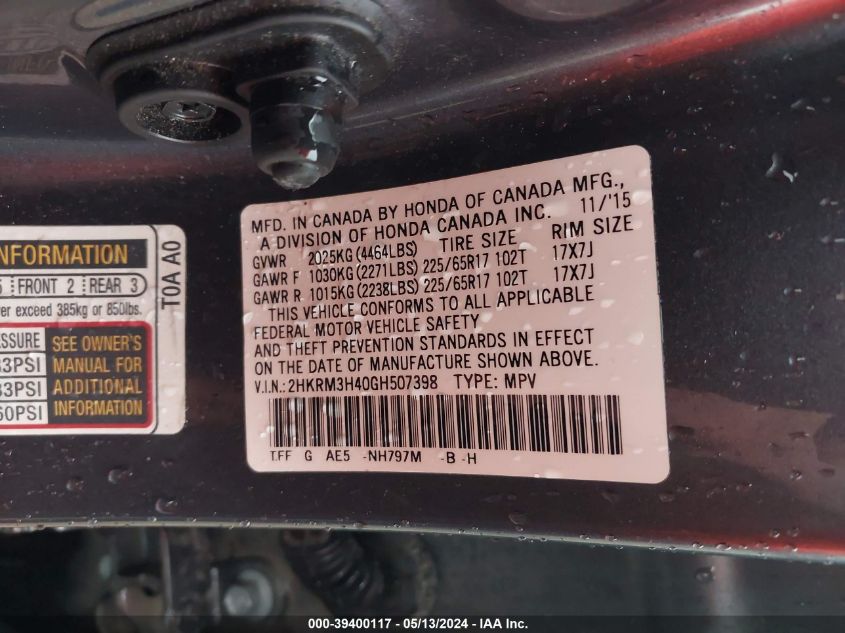 MFD. IN CANADA BY HONDA OF CANADA MFG.,
A DIVISION OF HONDA CANADA INC. 11/'15
GVWR 2025KG (4464LBS) TIRE SIZE RIM SIZE
GAWR F 1030KG (2271LBS) 225/65R17 102T 17X7J
GAWR R 1015KG (2238LBS) 225/65R17 102T 17X7J
THIS VEHICLE CONFORMS TO ALL APPLICABLE
FEDERAL MOTOR VEHICLE SAFETY
AND THEFT PREVENTION STANDARDS IN EFFECT
ON THE DATE OF MANUFACTURE SHOWN ABOVE.
V.I.N.: 2HKRM3H40GH507398 TYPE: MPV
TFF G AE5 -NH797M -B -H
INFORMATION
FRONT 2 REAR 3
exceed 385kg or 850lbs.
SEE OWNER'S
33PSI MANUAL FOR
33PSI ADDITIONAL
60PSI INFORMATION
T0A A0
000-39400117 - 05/13/2024 - IAA Inc.